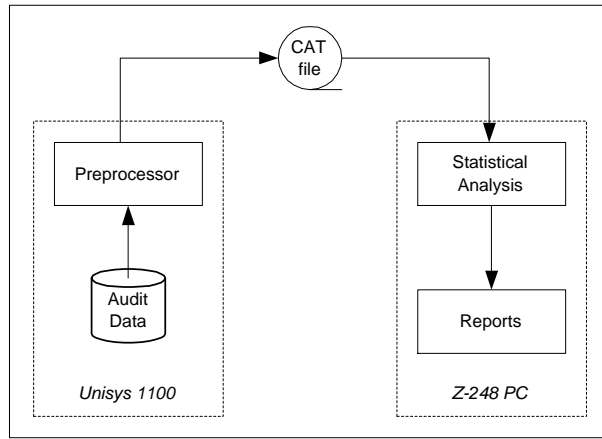 CAT
file
Preprocessor
Audit
Data
Unisys 1100
Statistical
Analysis
Reports
Z-248 PC